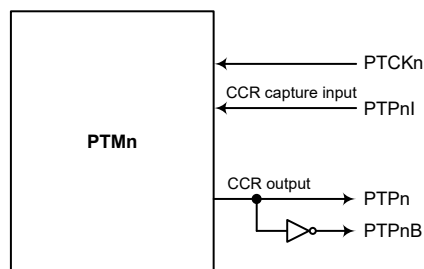 PTCKn
CCR capture input
PTPnI
PTMn
CCR output
PTPn
PTPnB